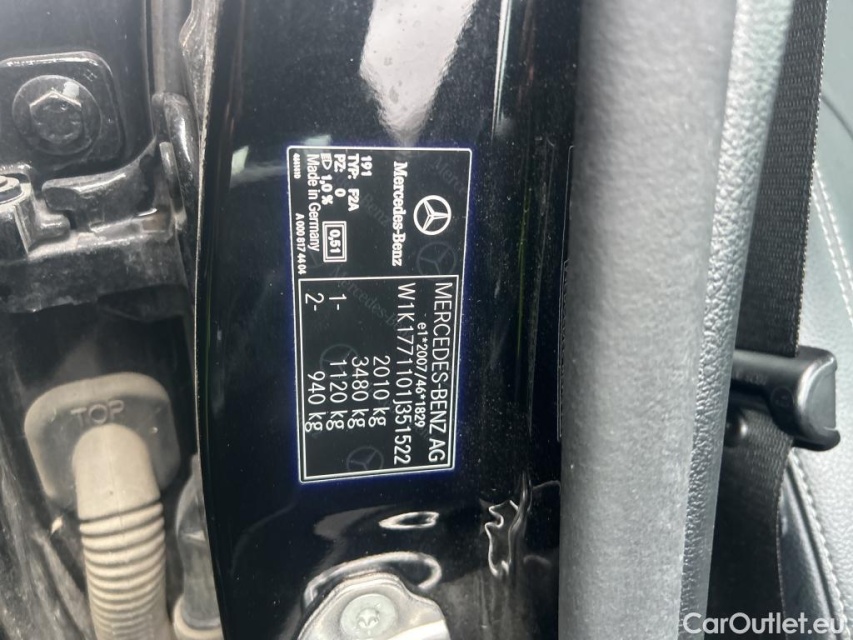 Mercedes-Benz
191
TYP: F2A
PZ: 0
ED 1,0 %
0,51
Made in Germany
A 000 817 44 04
MERCEDES-BENZ AG
e1*2007/46*1829
W1K1771101J351522
2010 kg
3480 kg
1- 1120 kg
2- 940 kg
TOP
CarOutlet.eu